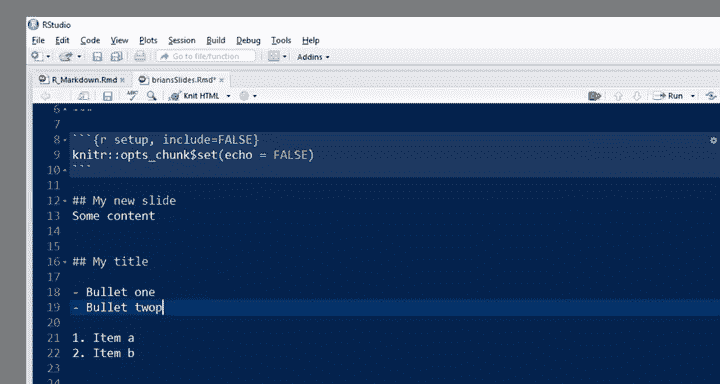 RStudio
File Edit Code View Plots Session Build Debug Tools Help
Go to file/function Addins
R_Markdown.Rmd briansSlides.Rmd*
ABC Knit HTML Run
6 ---
7
8 ```{r setup, include=FALSE}
9 knitr::opts_chunk$set(echo = FALSE)
10 ```
11
12 ## My new slide
13 Some content
14
15
16 ## My title
17
18 - Bullet one
19 - Bullet twop
20
21 1. Item a
22 2. Item b
23
24